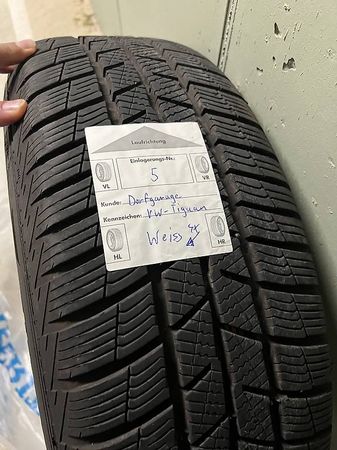 Laufrichtung
Einlagerungs-Nr.:
5
VL
VR
Kunde: Dorfgarage
Kennzeichen: VW-Tiguan
HL
Weiss
HR